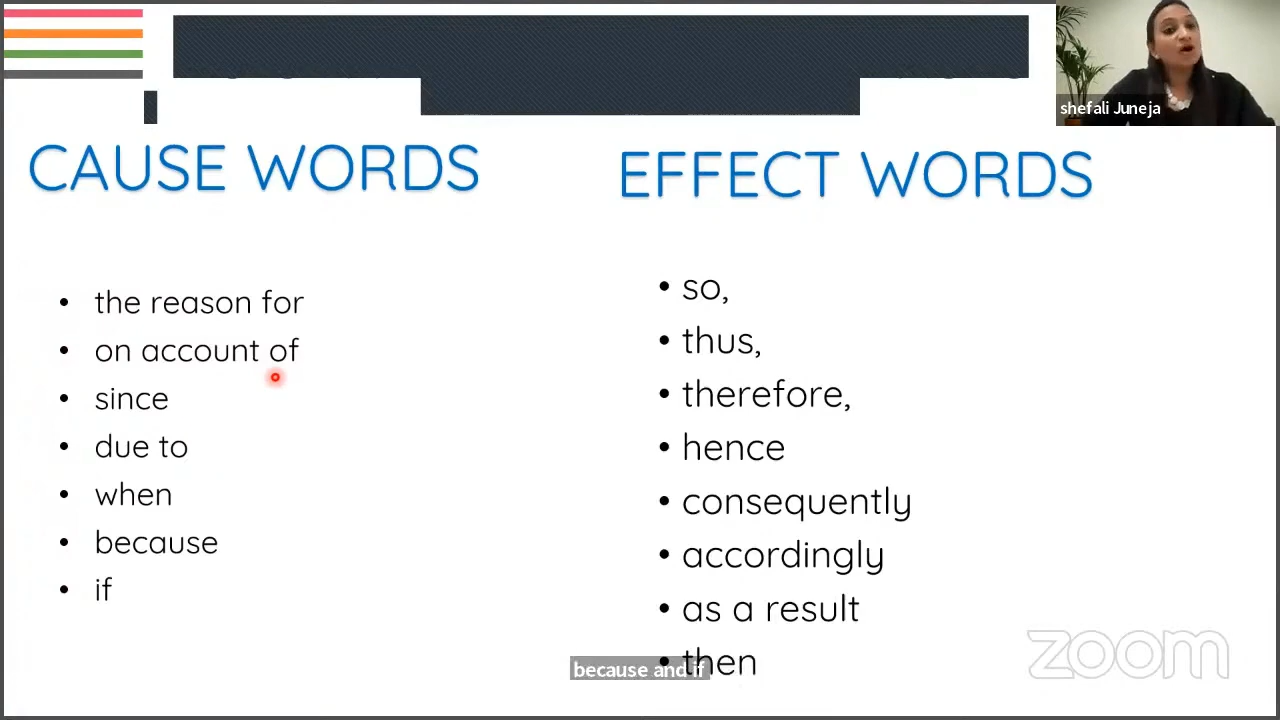 shefali Juneja
CAUSE WORDS
the reason for
on account of
since
due to
when
because
if
EFFECT WORDS
so,
thus,
therefore,
hence
consequently
accordingly
as a result
then
because and if
zoom